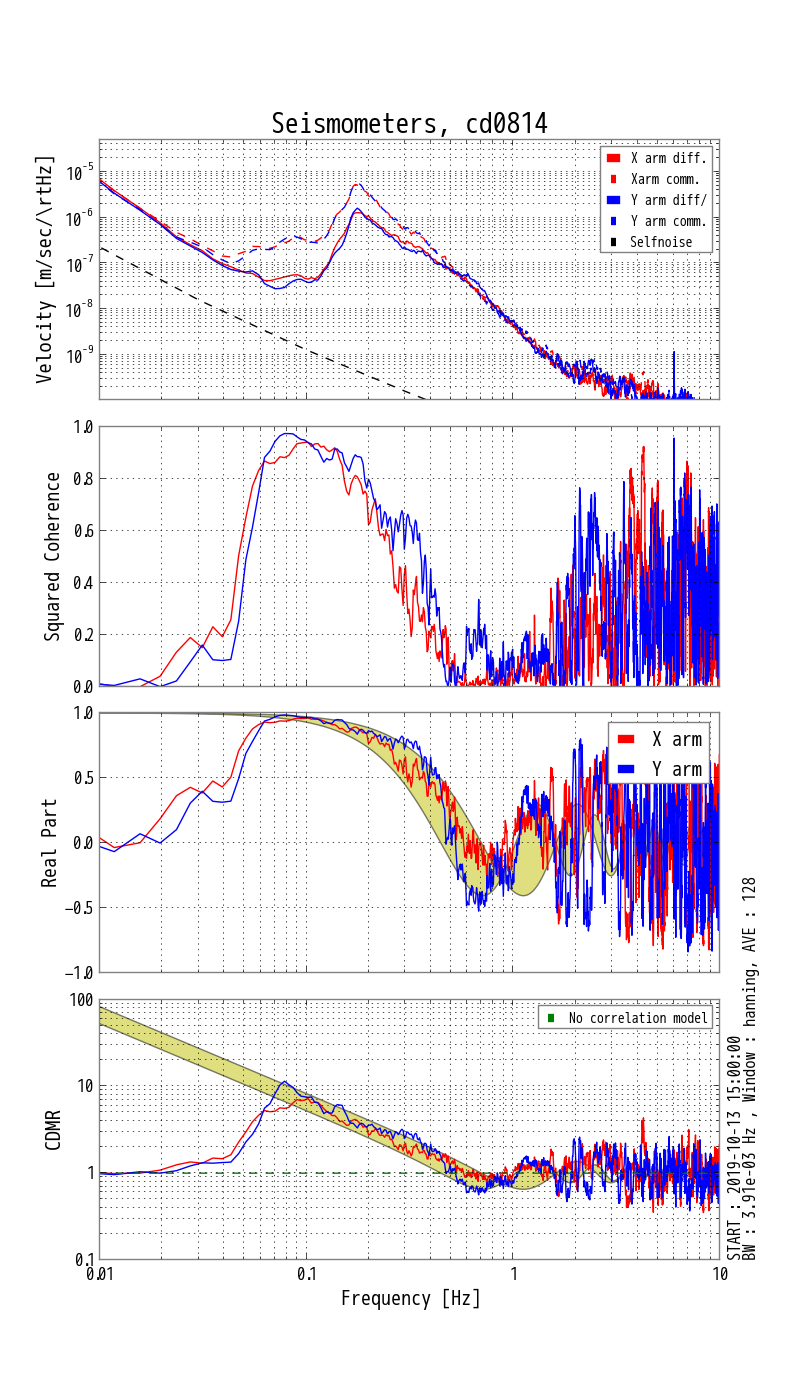 Seismometers, cd0814
Velocity [m/sec/\rtHz]
10^-5
10^-6
10^-7
10^-8
10^-9
X arm diff.
Xarm comm.
Y arm diff/
Y arm comm.
Selfnoise
Squared Coherence
1.0
0.8
0.6
0.4
0.2
0.0
Real Part
1.0
0.5
0.0
−0.5
−1.0
X arm
Y arm
CDMR
100
10
1
0.1
No correlation model
0.01
0.1
1
10
Frequency [Hz]
START : 2019-10-13 15:00:00
BW : 3.91e-03 Hz , Window : hanning, AVE : 128